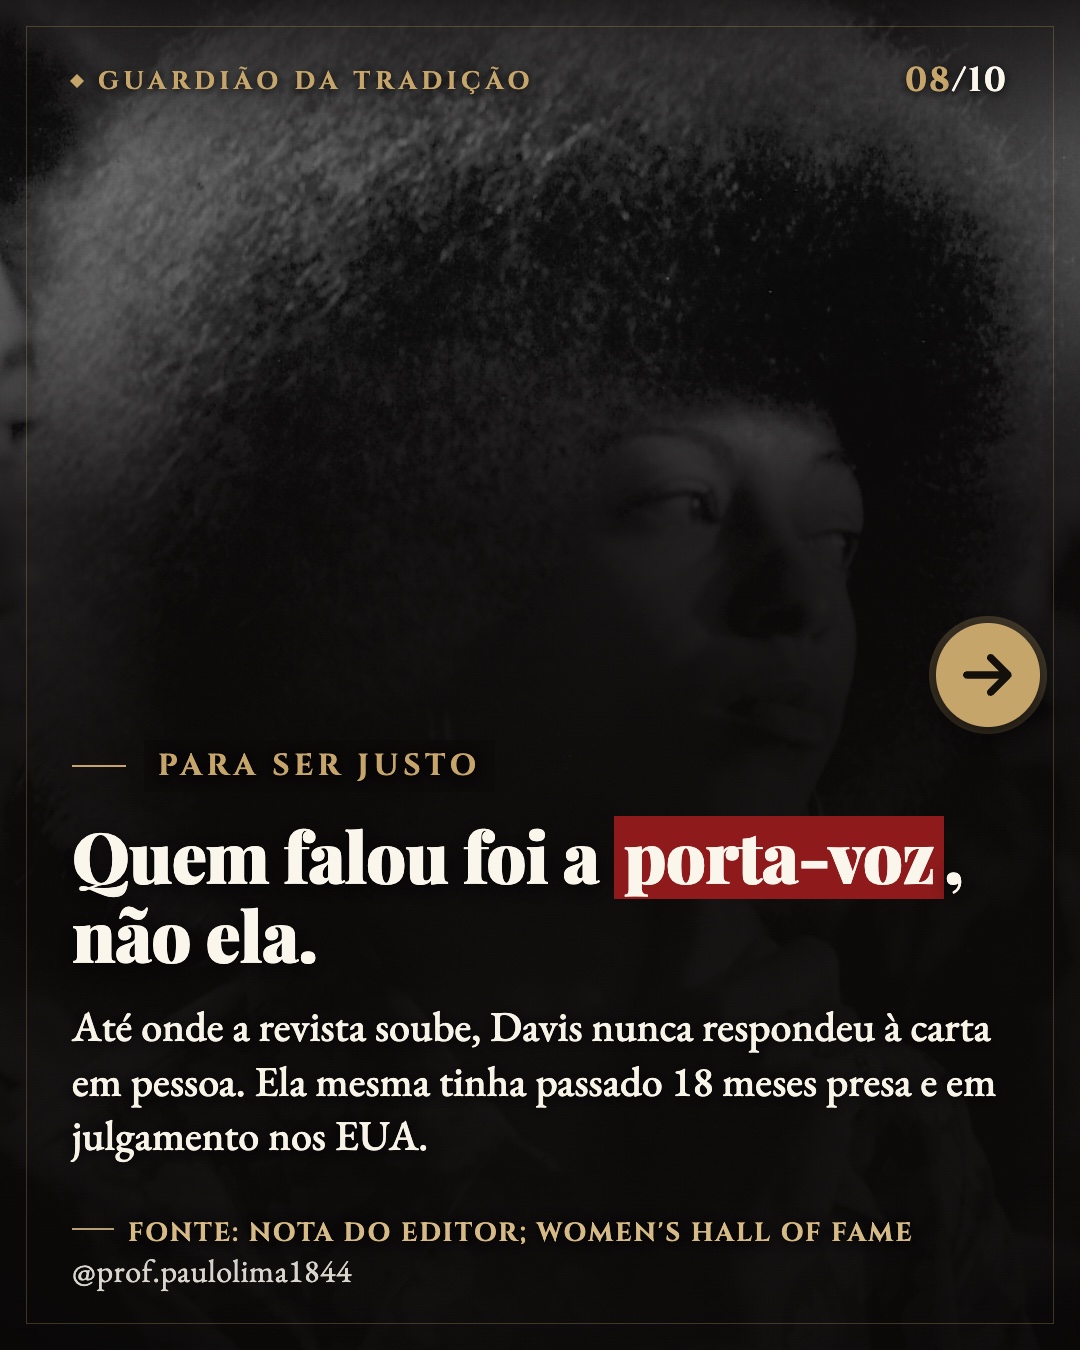 GUARDIÃO DA TRADIÇÃO
08/10
PARA SER JUSTO
Quem falou foi a porta-voz,
não ela.
Até onde a revista soube, Davis nunca respondeu à carta
em pessoa. Ela mesma tinha passado 18 meses presa e em
julgamento nos EUA.
FONTE: NOTA DO EDITOR; WOMEN'S HALL OF FAME
@prof.paulolima1844